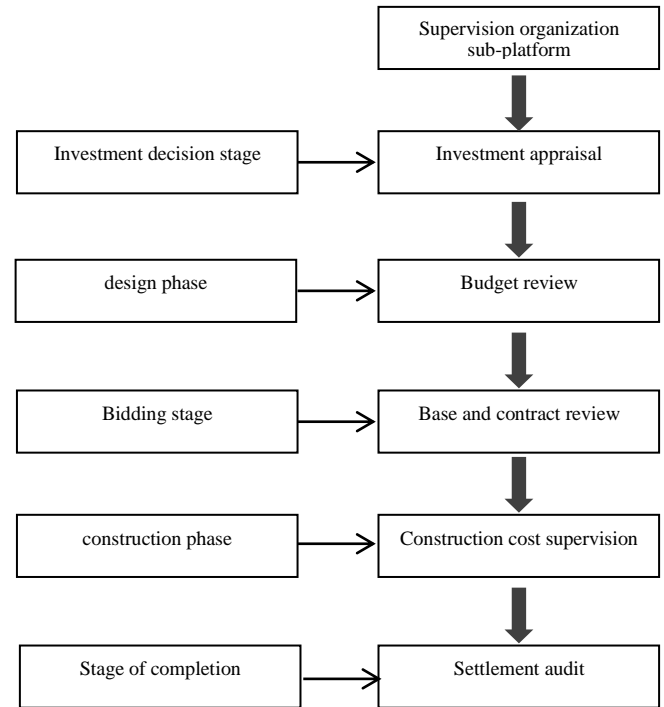 Supervision organization
sub-platform
Investment decision stage
Investment appraisal
design phase
Budget review
Bidding stage
Base and contract review
construction phase
Construction cost supervision
Stage of completion
Settlement audit